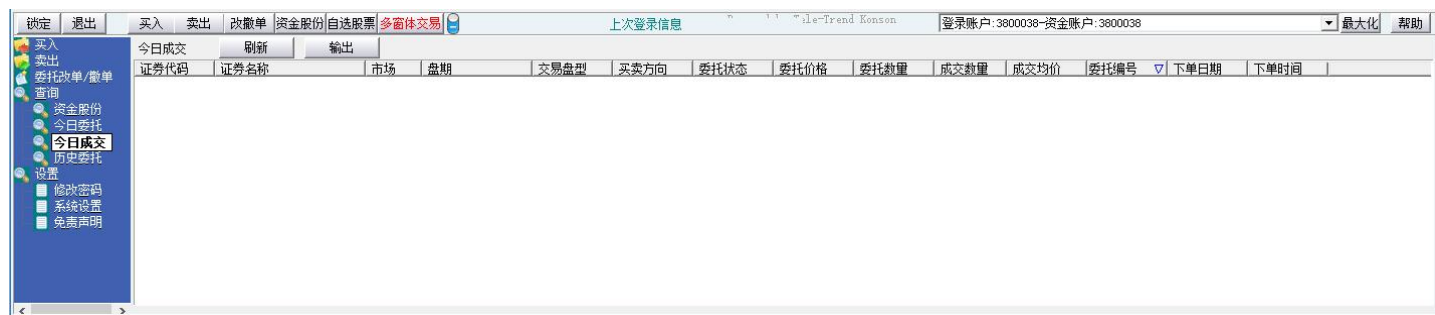 锁定 退出 买入 卖出 改撤单 资金股份 自选股票 多窗体交易 上次登录信息 登录账户:3800038-资金账户:3800038 最大化 帮助
买入
卖出
委托改单/撤单
查询
资金股份
今日委托
今日成交
历史委托
设置
修改密码
系统设置
免责声明
今日成交 刷新 输出
证券代码 证券名称 市场 盘期 交易盘型 买卖方向 委托状态 委托价格 委托数量 成交数量 成交均价 委托编号 下单日期 下单时间